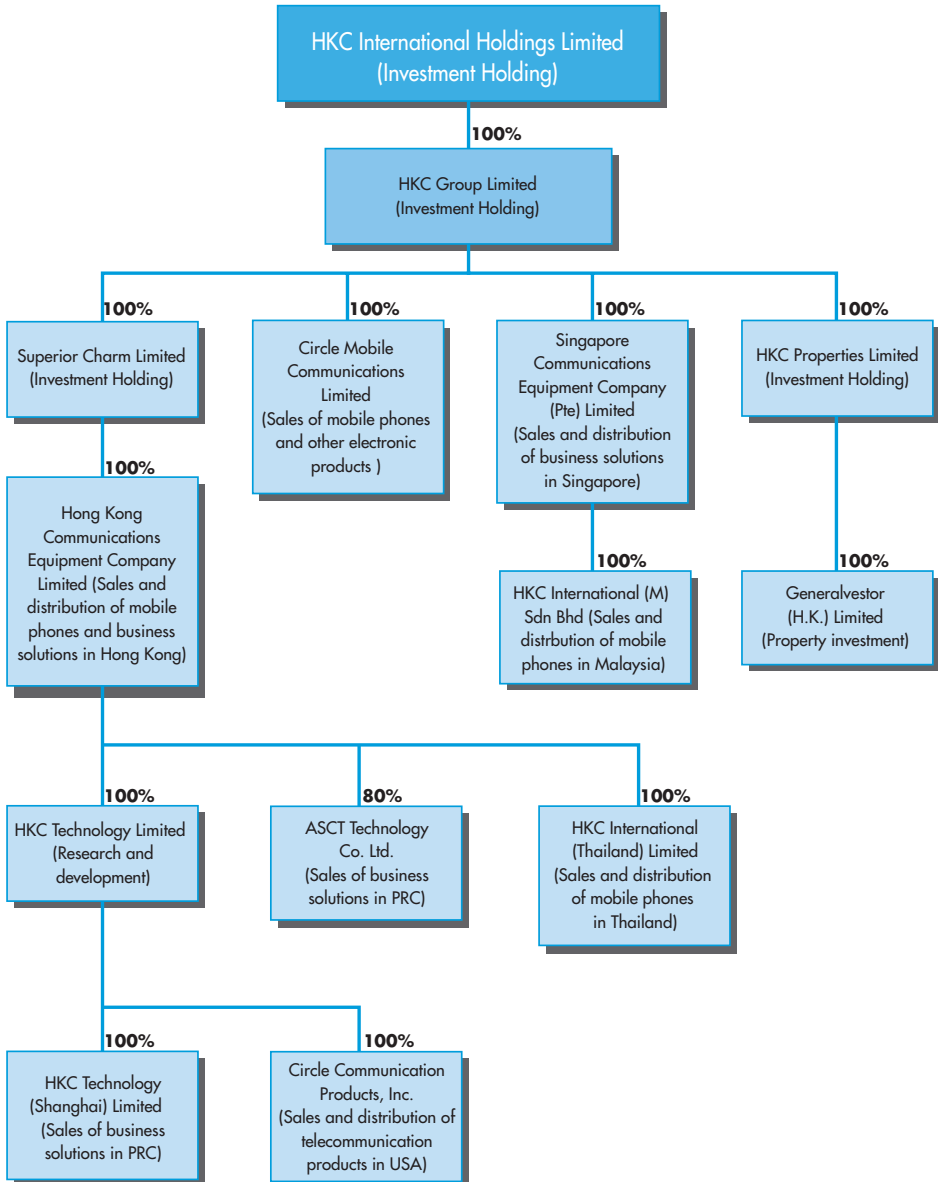 HKC International Holdings Limited
(Investment Holding)
100%
HKC Group Limited
(Investment Holding)
100%
Superior Charm Limited
(Investment Holding)
100%
Circle Mobile
Communications
Limited
(Sales of mobile phones
and other electronic
products )
100%
Singapore
Communications
Equipment Company
(Pte) Limited
(Sales and distribution
of business solutions
in Singapore)
100%
HKC Properties Limited
(Investment Holding)
100%
Hong Kong
Communications
Equipment Company
Limited (Sales and
distribution of mobile
phones and business
solutions in Hong Kong)
100%
HKC International (M)
Sdn Bhd (Sales and
distrbution of mobile
phones in Malaysia)
100%
Generalvestor
(H.K.) Limited
(Property investment)
100%
HKC Technology Limited
(Research and
development)
80%
ASCT Technology
Co. Ltd.
(Sales of business
solutions in PRC)
100%
HKC International
(Thailand) Limited
(Sales and distribution
of mobile phones
in Thailand)
100%
HKC Technology
(Shanghai) Limited
(Sales of business
solutions in PRC)
100%
Circle Communication
Products, Inc.
(Sales and distribution of
telecommunication
products in USA)